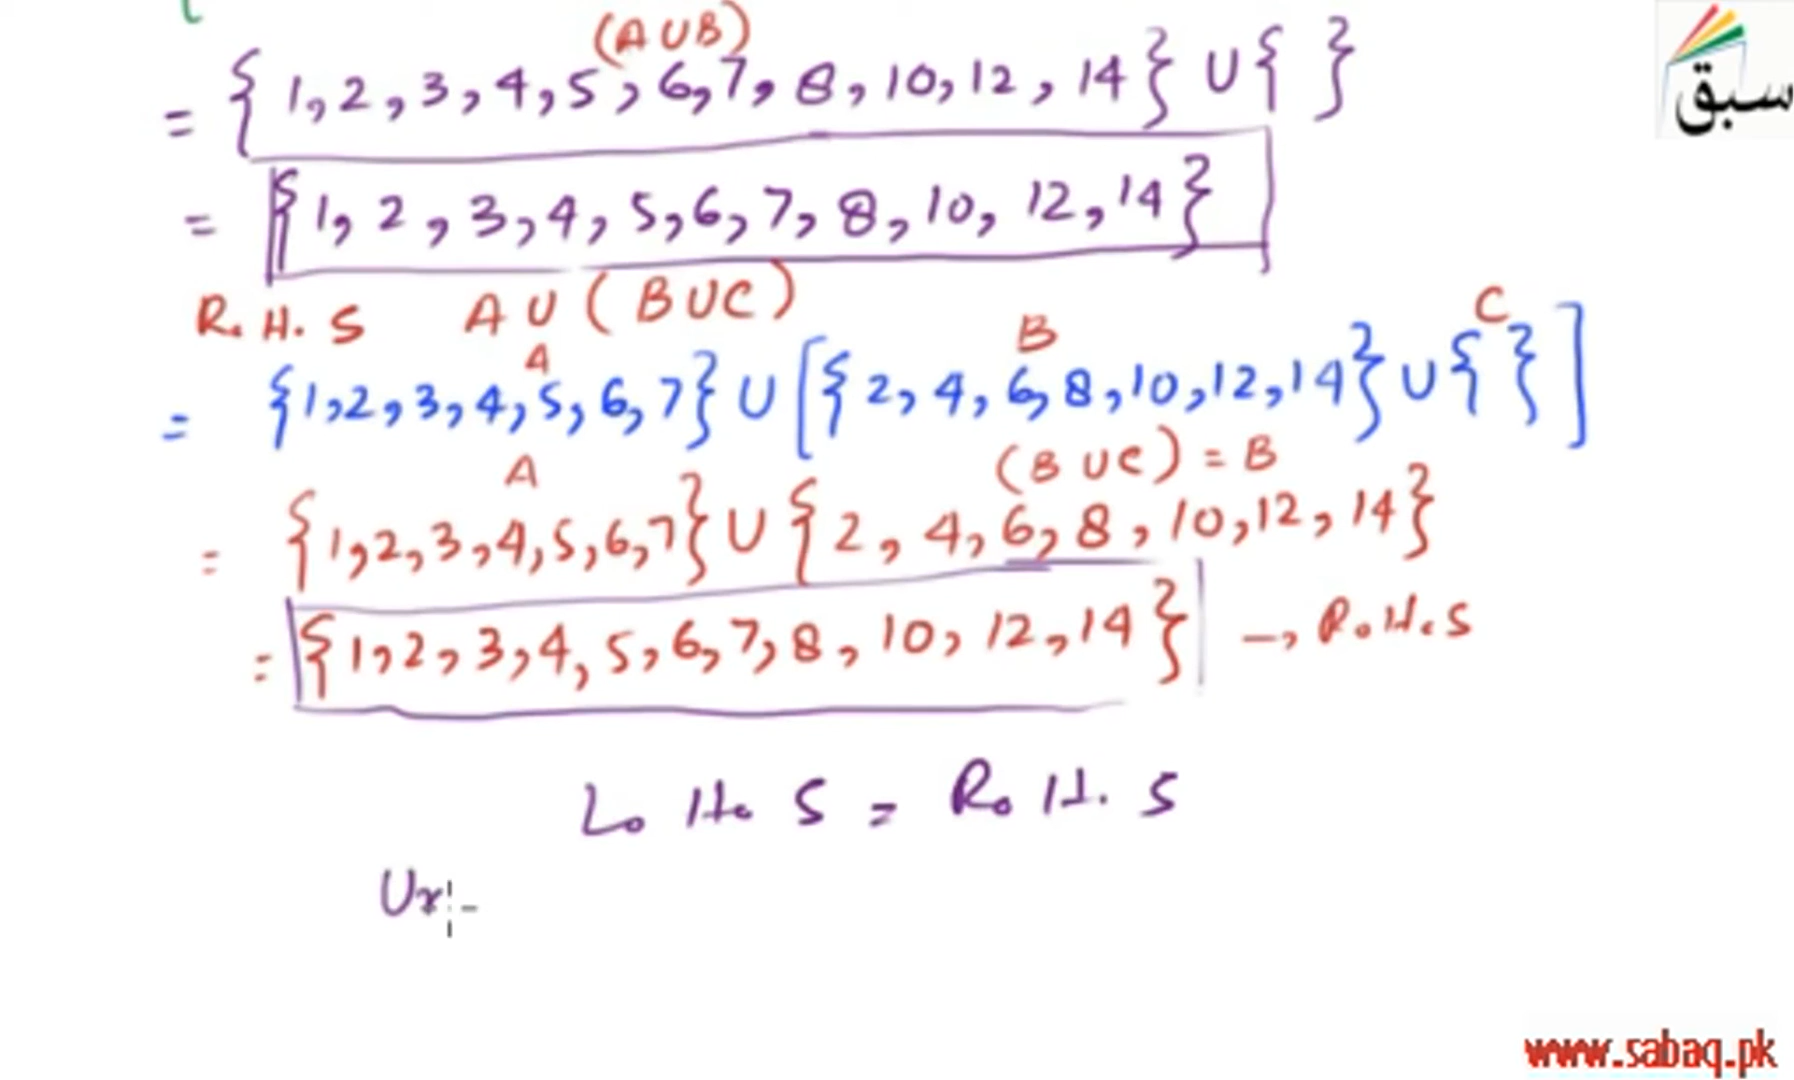 (A∪B)
= {1,2,3,4,5,6,7,8,10,12,14} ∪ { }
= {1,2,3,4,5,6,7,8,10,12,14}
R.H.S A∪(B∪C)
A B C
= {1,2,3,4,5,6,7} ∪ [{2,4,6,8,10,12,14} ∪ { }]
A (B∪C) = B
= {1,2,3,4,5,6,7} ∪ {2,4,6,8,10,12,14}
= {1,2,3,4,5,6,7,8,10,12,14} → R.H.S
L.H.S = R.H.S
سبق
www.sabaq.pk